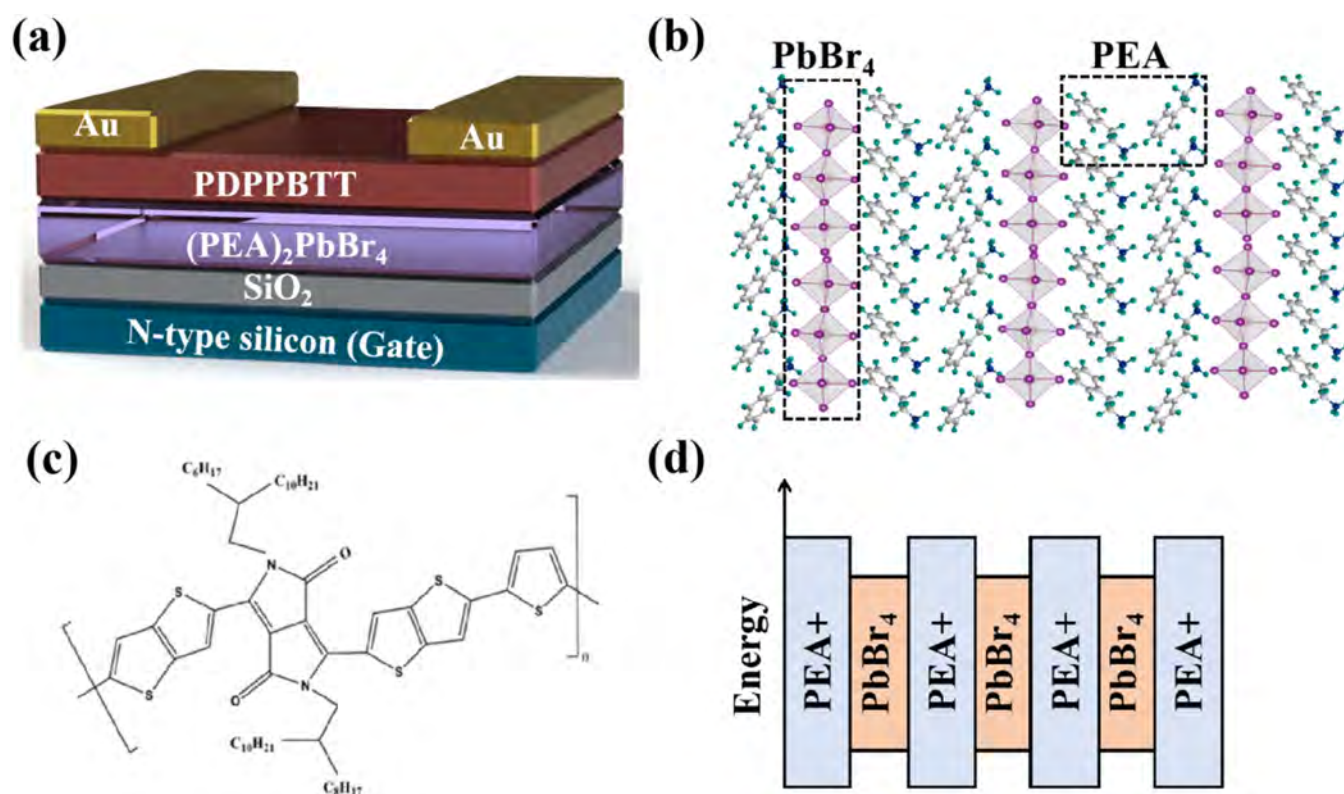 (a)
Au
Au
PDPPBTT
(PEA)₂PbBr₄
SiO₂
N-type silicon (Gate)
(b)
PbBr₄
PEA
(c)
C₆H₁₇
C₁₀H₂₁
N
O
S
S
S
S
S
O
N
n
C₁₀H₂₁
C₈H₁₇
(d)
Energy
PEA+
PbBr₄
PEA+
PbBr₄
PEA+
PbBr₄
PEA+